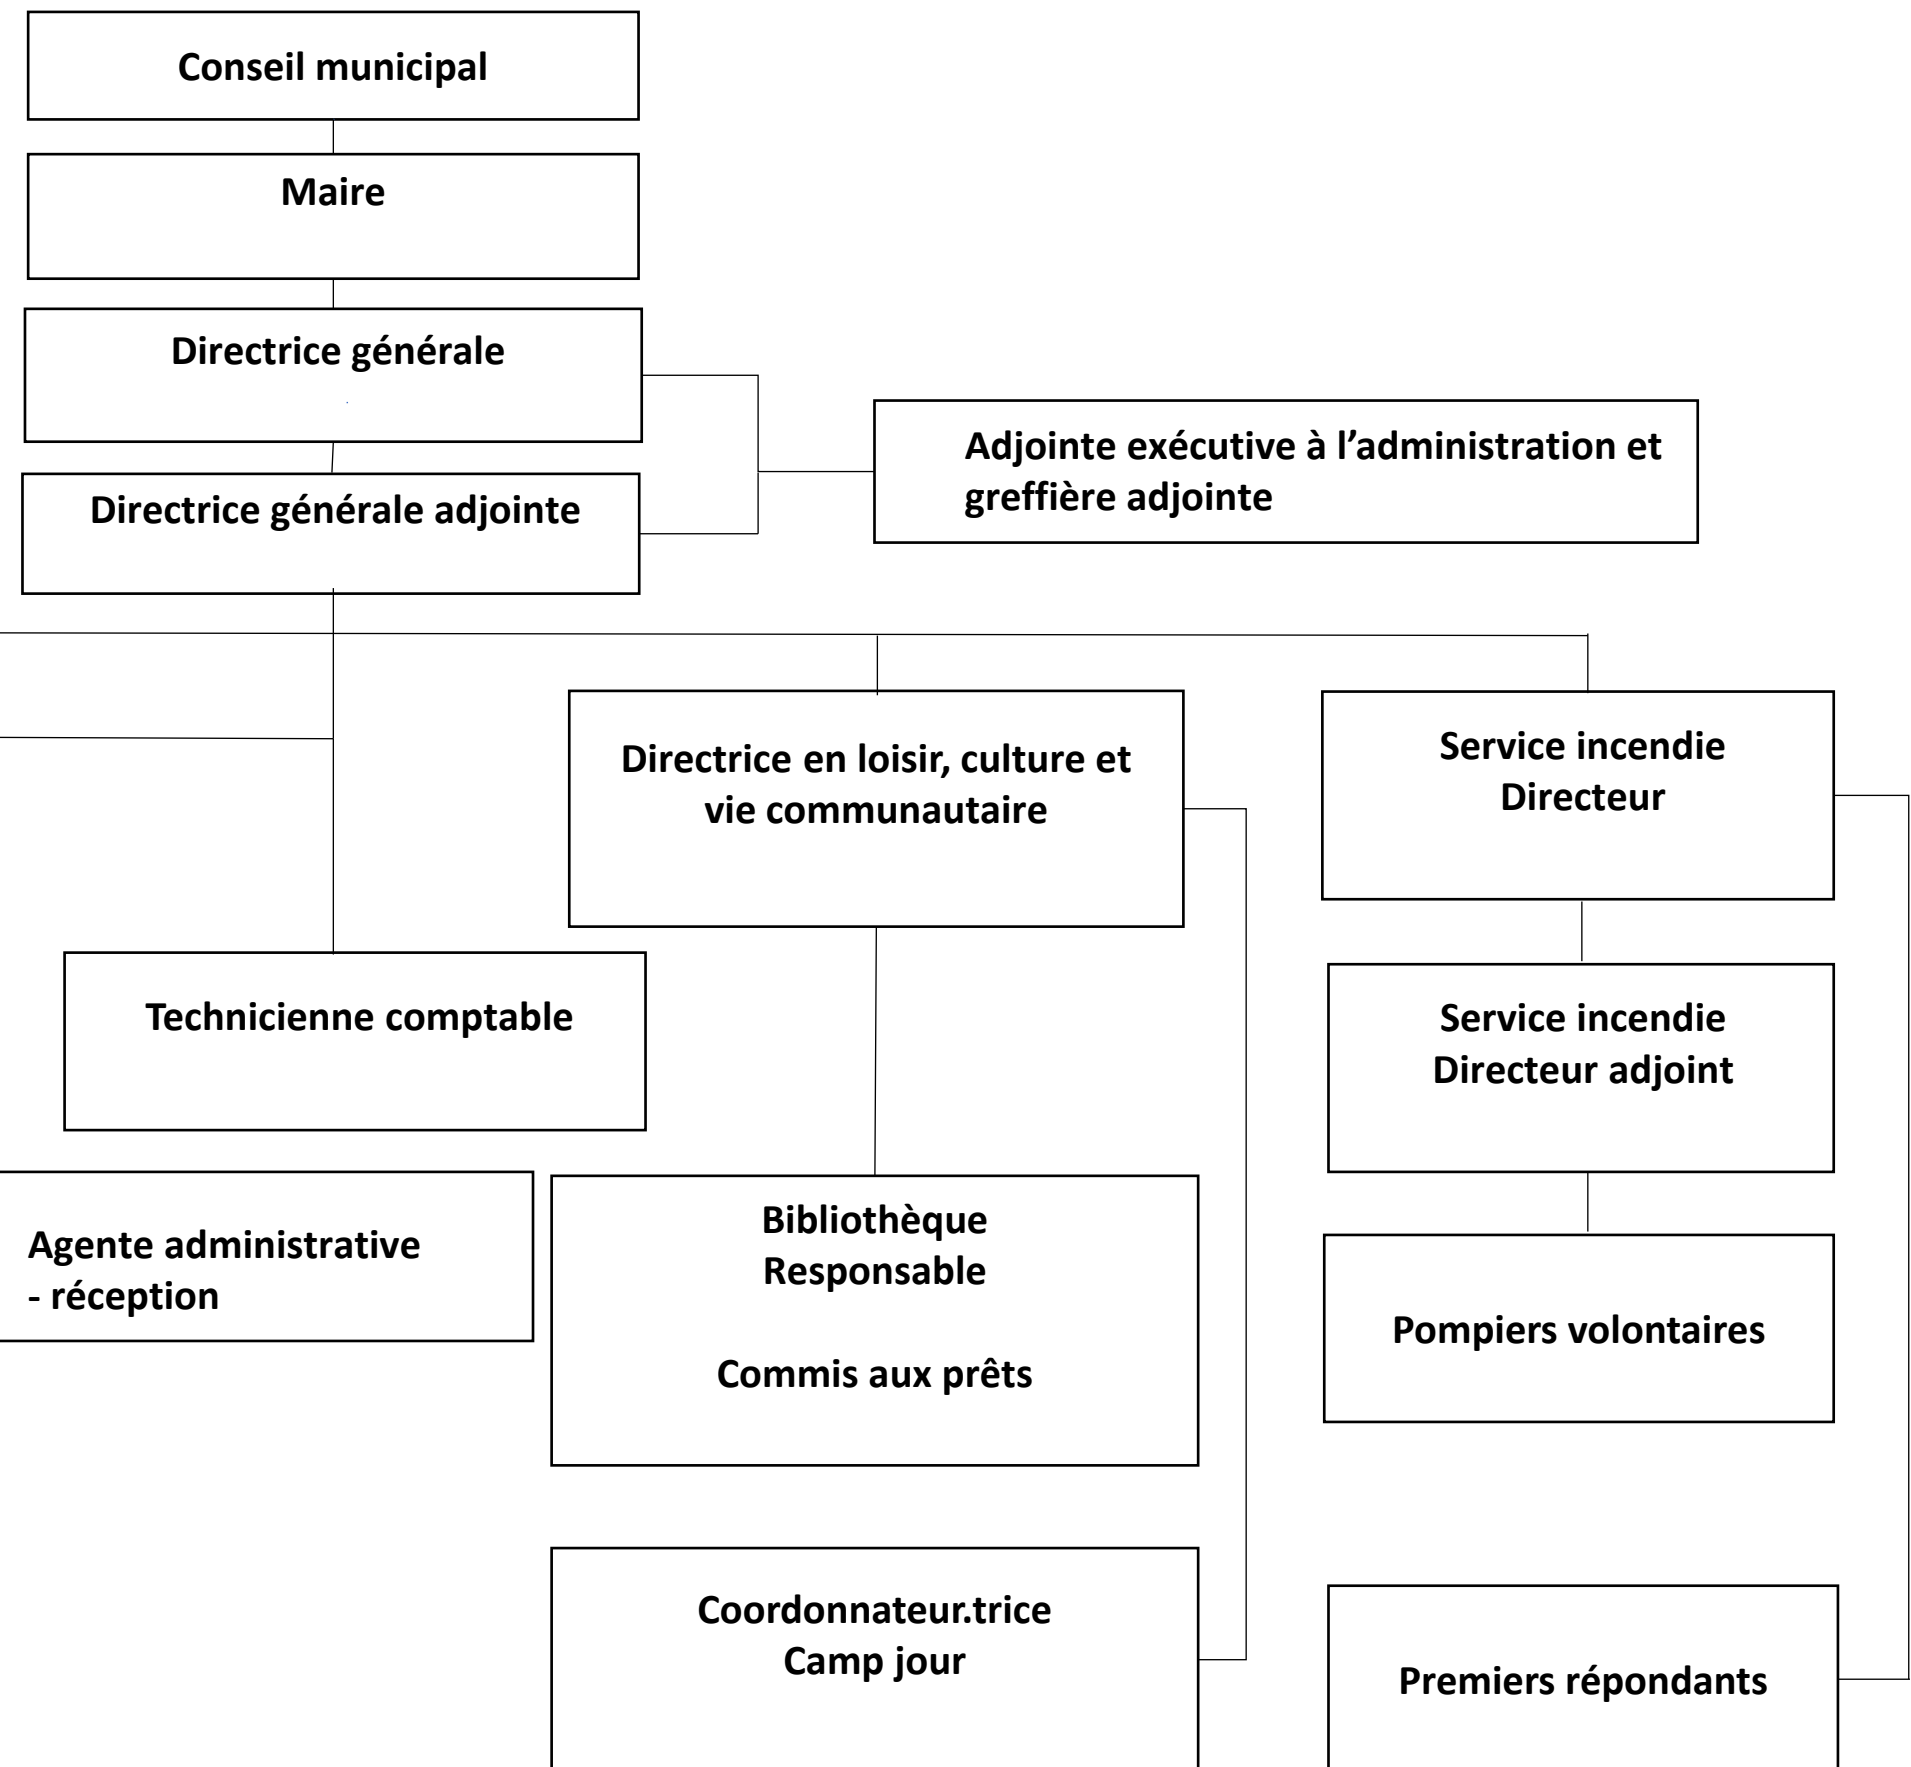 Conseil municipal
Maire
Directrice générale
Directrice générale adjointe
Adjointe exécutive à l’administration et
greffière adjointe
Directrice en loisir, culture et
vie communautaire
Service incendie
Directeur
Technicienne comptable
Service incendie
Directeur adjoint
Agente administrative
- réception
Bibliothèque
Responsable
Commis aux prêts
Pompiers volontaires
Coordonnateur.trice
Camp jour
Premiers répondants